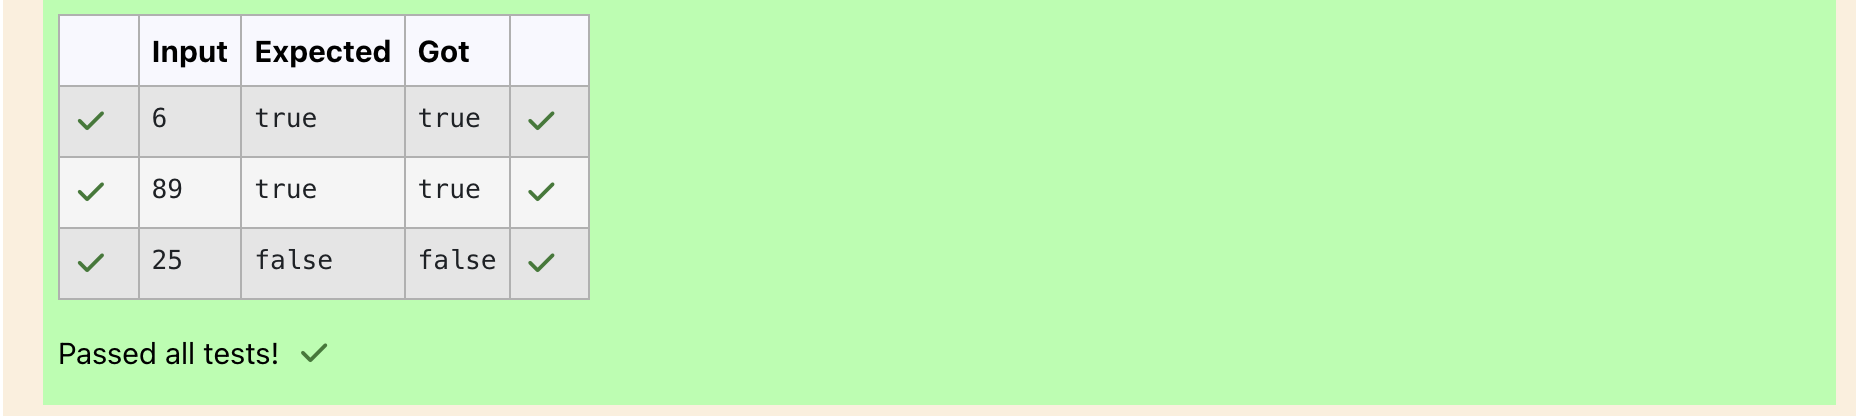 Input Expected Got
6 true true
89 true true
25 false false
Passed all tests!